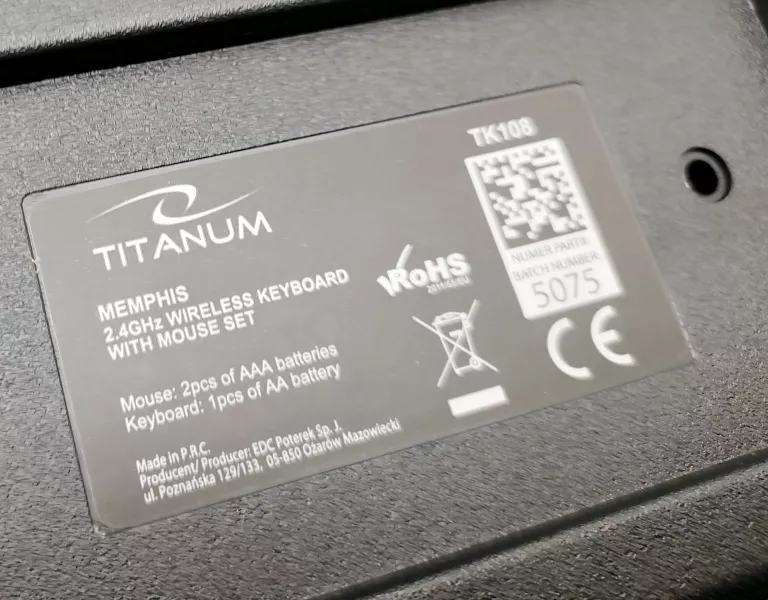 TITANUM
MEMPHIS
2.4GHz WIRELESS KEYBOARD
WITH MOUSE SET
Mouse: 2pcs of AAA batteries
Keyboard: 1pcs of AA battery
Made in P.R.C.
Producent/ Producer: EDC Poterek Sp. J.
ul. Poznańska 129/133, 05-850 Ożarów Mazowiecki
RoHS
TK108
NUMER PARTII/
BATCH NUMBER:
5075
CE